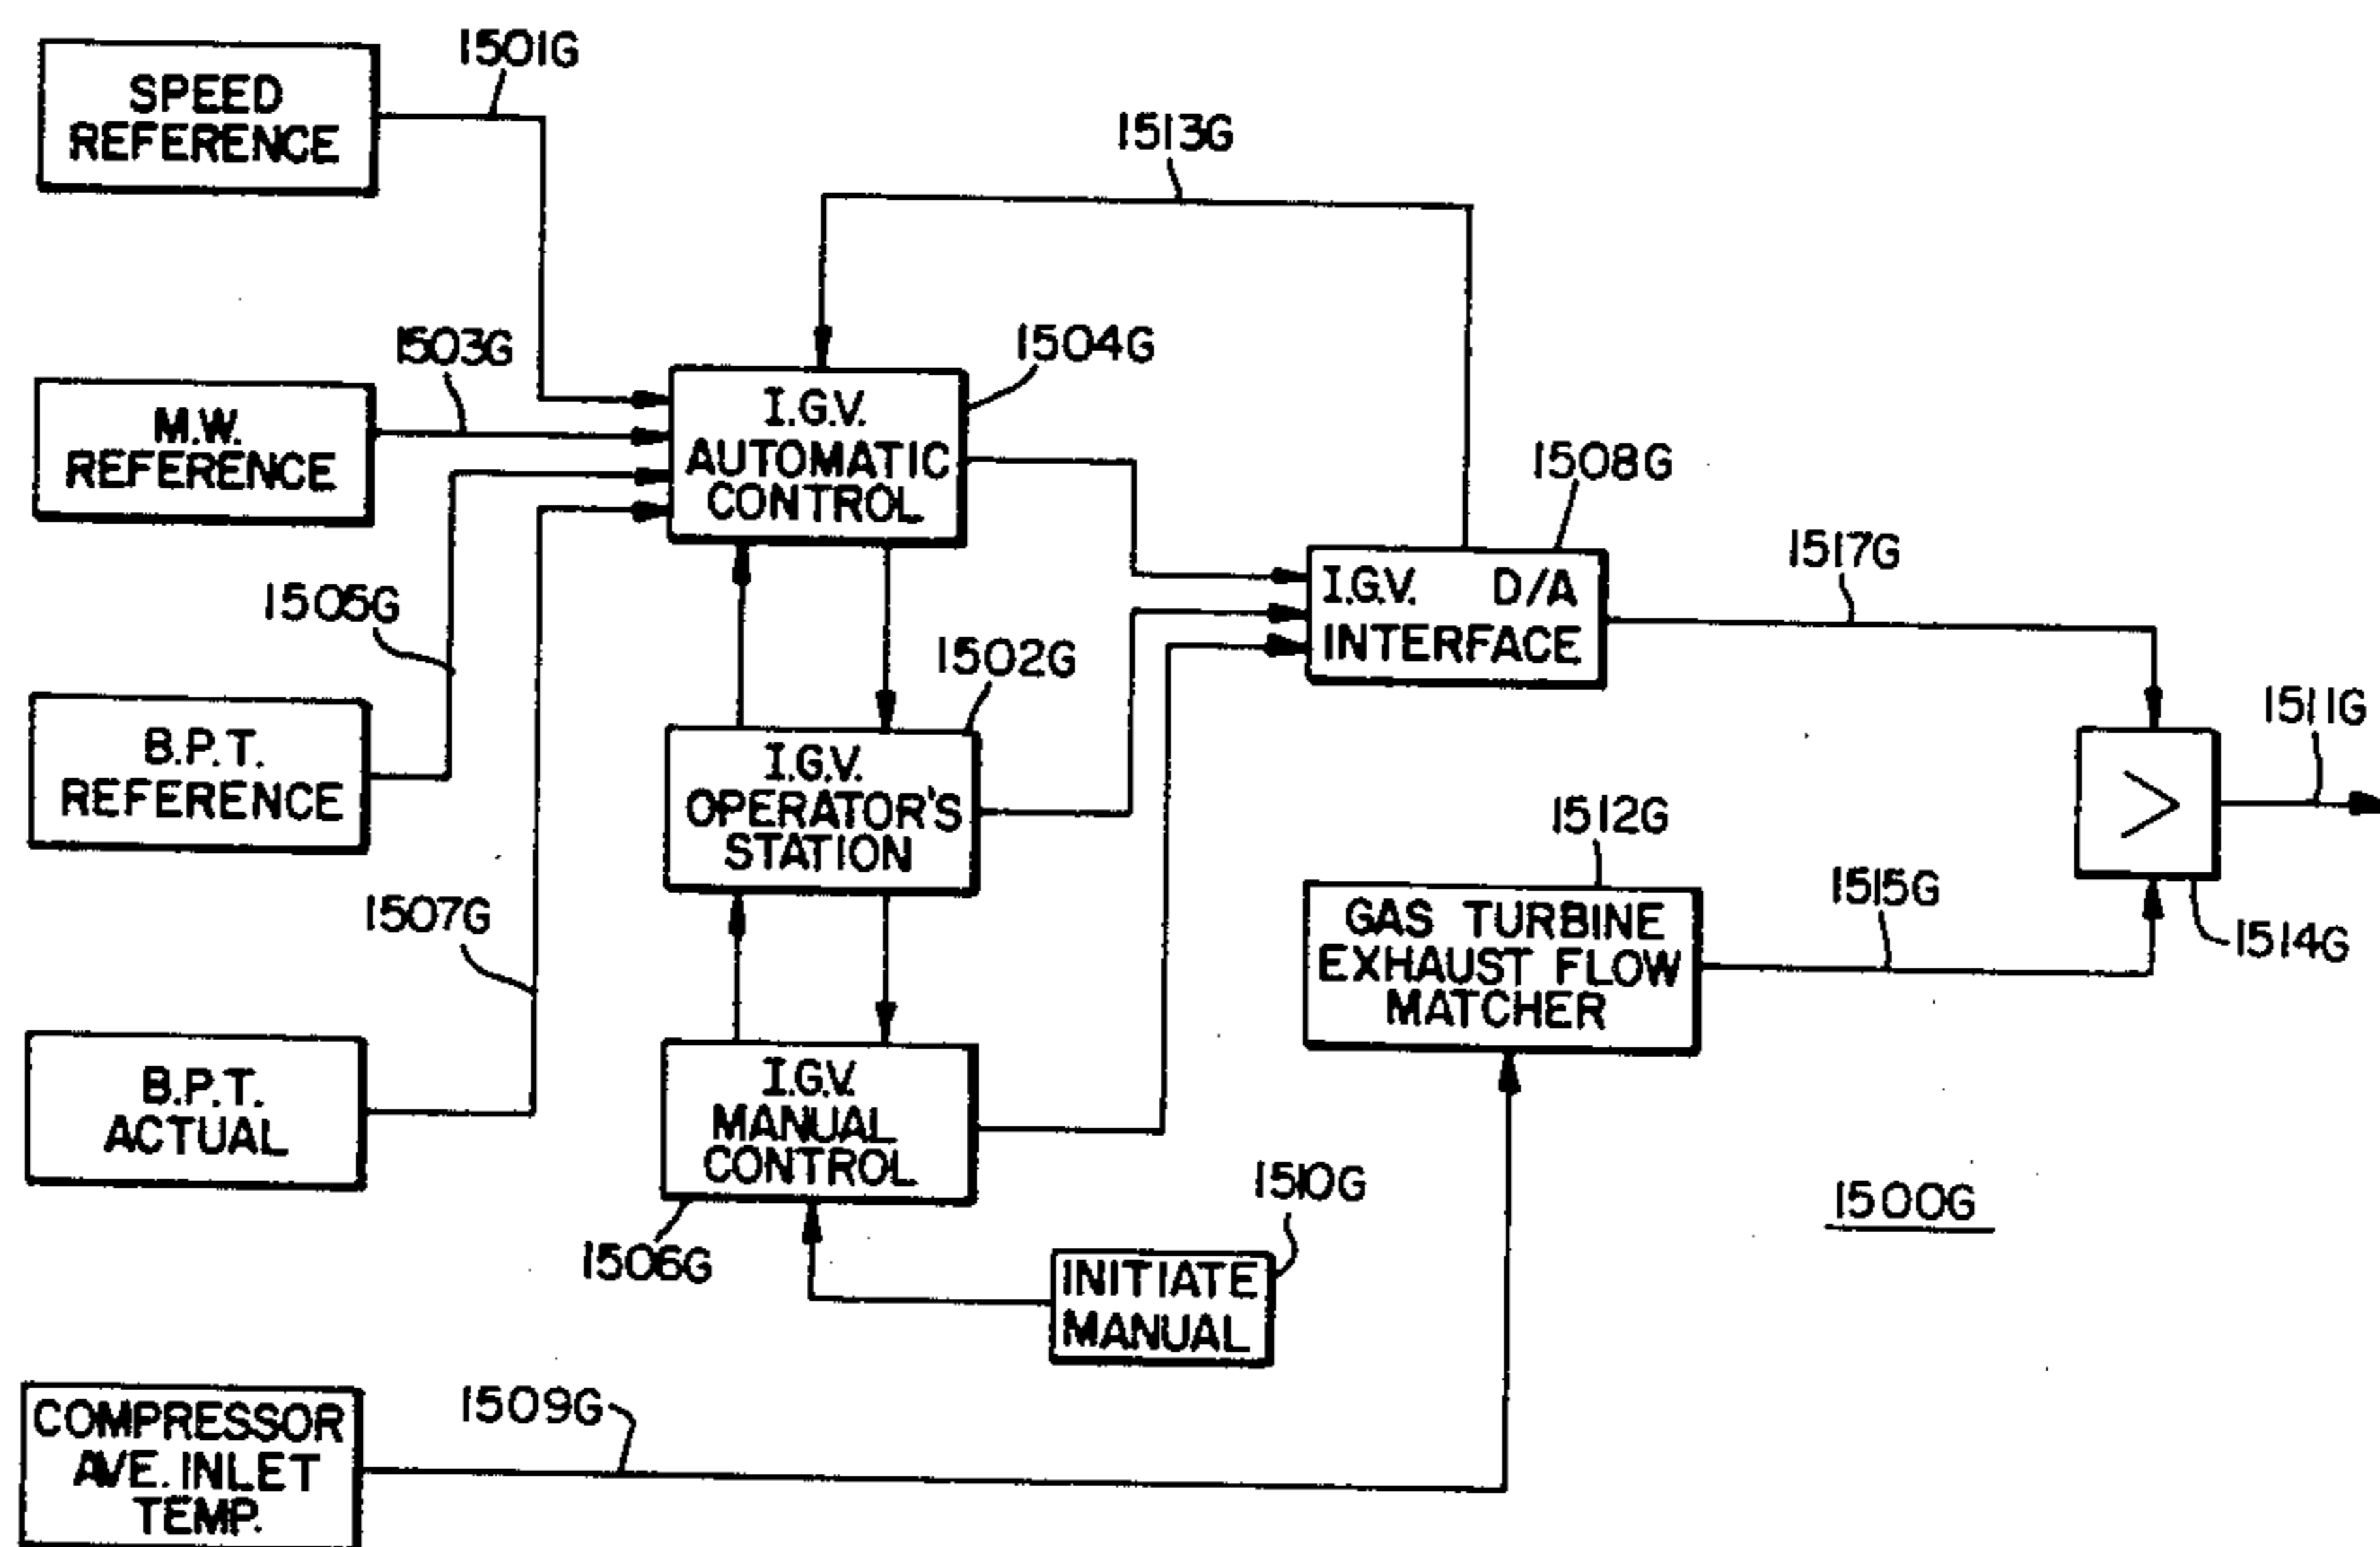 1501G
SPEED
REFERENCE
1513G
1503G
1504G
M.W.
REFERENCE
I.G.V.
AUTOMATIC
CONTROL
1508G
1505G
I.G.V. D/A
INTERFACE
1517G
1502G
B.P.T.
REFERENCE
I.G.V.
OPERATOR'S
STATION
1511G
>
1512G
1507G
GAS TURBINE
EXHAUST FLOW
MATCHER
1515G
1514G
B.P.T.
ACTUAL
I.G.V.
MANUAL
CONTROL
1510G
1500G
1506G
INITIATE
MANUAL
COMPRESSOR
AVE. INLET
TEMP.
1509G